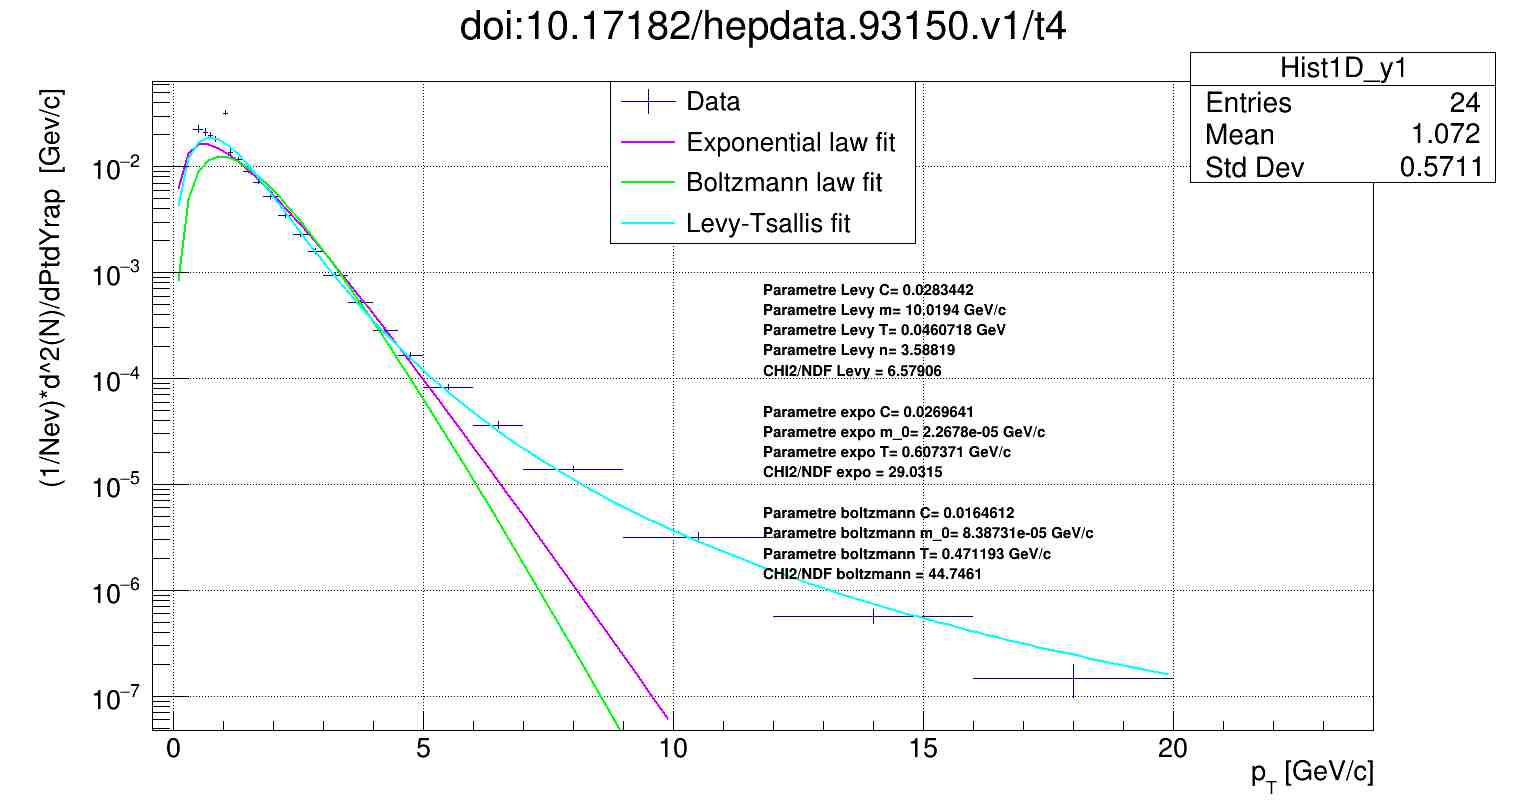 doi:10.17182/hepdata.93150.v1/t4
Hist1D_y1
Entries 24
Mean 1.072
Std Dev 0.5711
Data
Exponential law fit
Boltzmann law fit
Levy-Tsallis fit
(1/Nev)*d^2(N)/dPtdYrap [Gev/c]
10−2
10−3
10−4
10−5
10−6
10−7
Parametre Levy C= 0.0283442
Parametre Levy m= 10.0194 GeV/c
Parametre Levy T= 0.0460718 GeV
Parametre Levy n= 3.58819
CHI2/NDF Levy = 6.57906
Parametre expo C= 0.0269641
Parametre expo m_0= 2.2678e-05 GeV/c
Parametre expo T= 0.607371 GeV/c
CHI2/NDF expo = 29.0315
Parametre boltzmann C= 0.0164612
Parametre boltzmann m_0= 8.38731e-05 GeV/c
Parametre boltzmann T= 0.471193 GeV/c
CHI2/NDF boltzmann = 44.7461
0 5 10 15 20
pT [GeV/c]